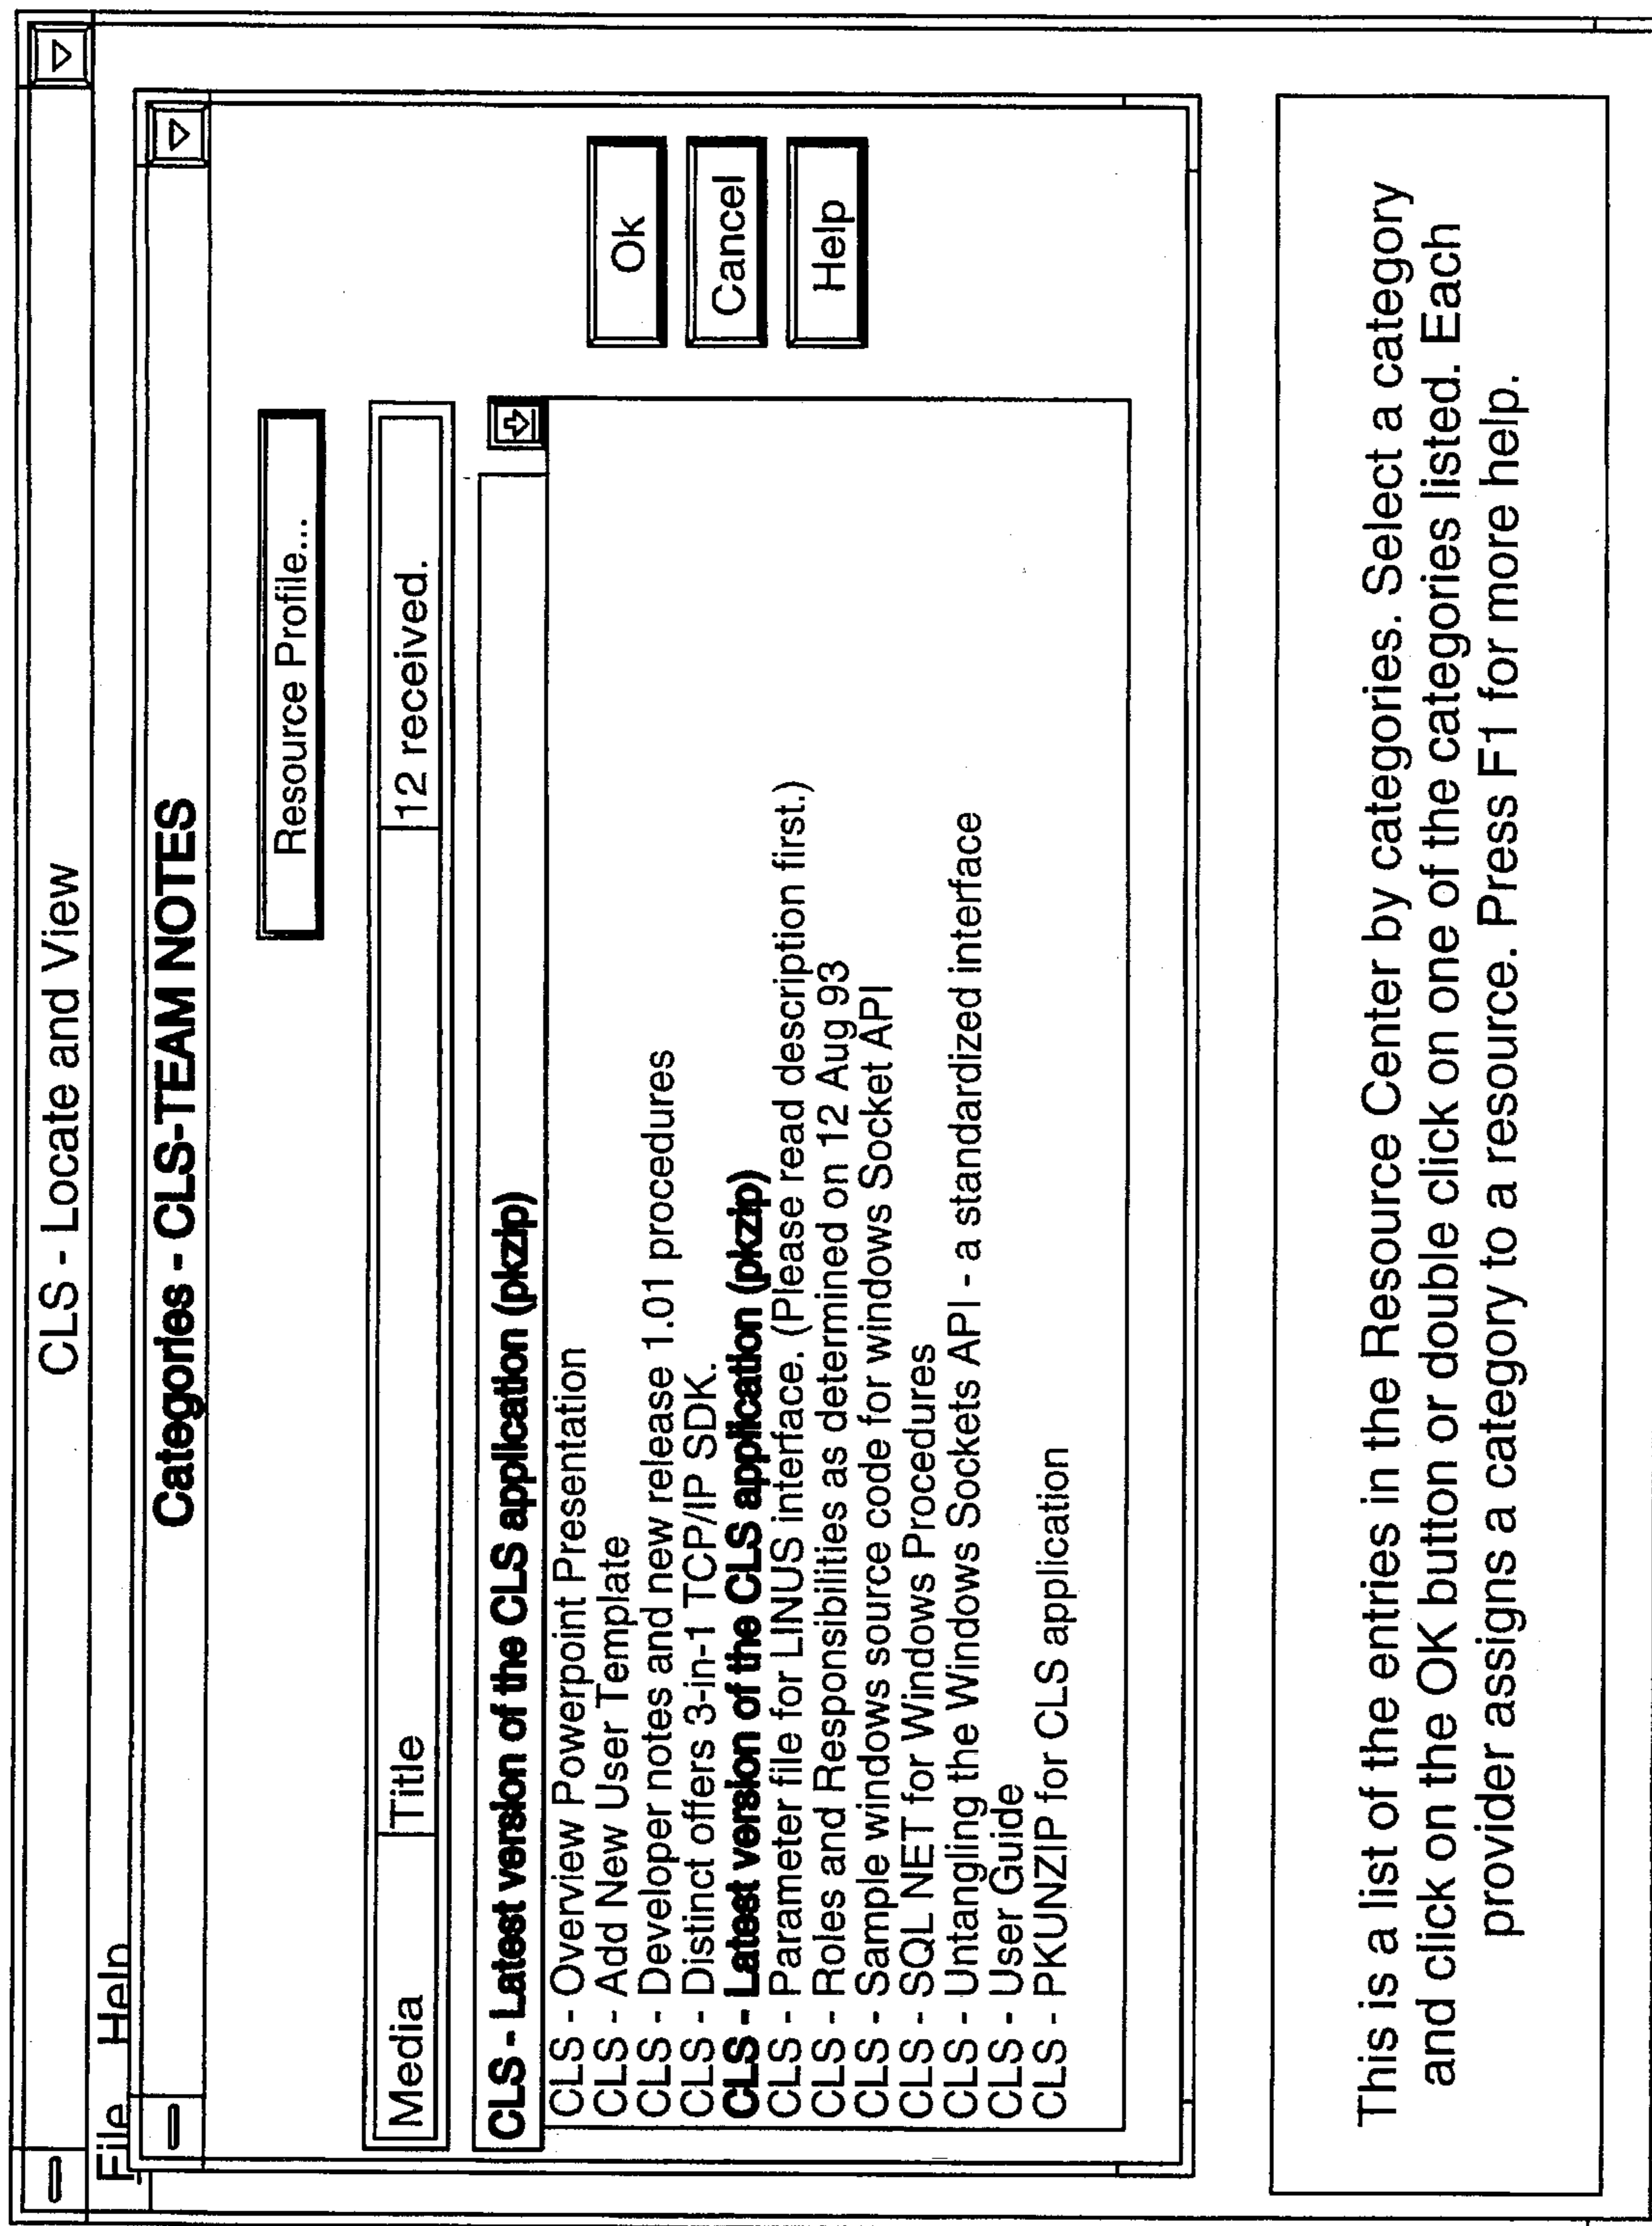 CLS - Locate and View
File Help
Categories - CLS-TEAM NOTES
Resource Profile...
Media Title 12 received.
CLS - Latest version of the CLS application (pkzip)
CLS - Overview Powerpoint Presentation
CLS - Add New User Template
CLS - Developer notes and new release 1.01 procedures
CLS - Distinct offers 3-in-1 TCP/IP SDK.
CLS - Latest version of the CLS application (pkzip)
CLS - Parameter file for LINUS interface. (Please read description first.)
CLS - Roles and Responsibilities as determined on 12 Aug 93
CLS - Sample windows source code for windows Socket API
CLS - SQL NET for Windows Procedures
CLS - Untangling the Windows Sockets API - a standardized interface
CLS - User Guide
CLS - PKUNZIP for CLS application
Ok
Cancel
Help
This is a list of the entries in the Resource Center by categories. Select a category
and click on the OK button or double click on one of the categories listed. Each
provider assigns a category to a resource. Press F1 for more help.